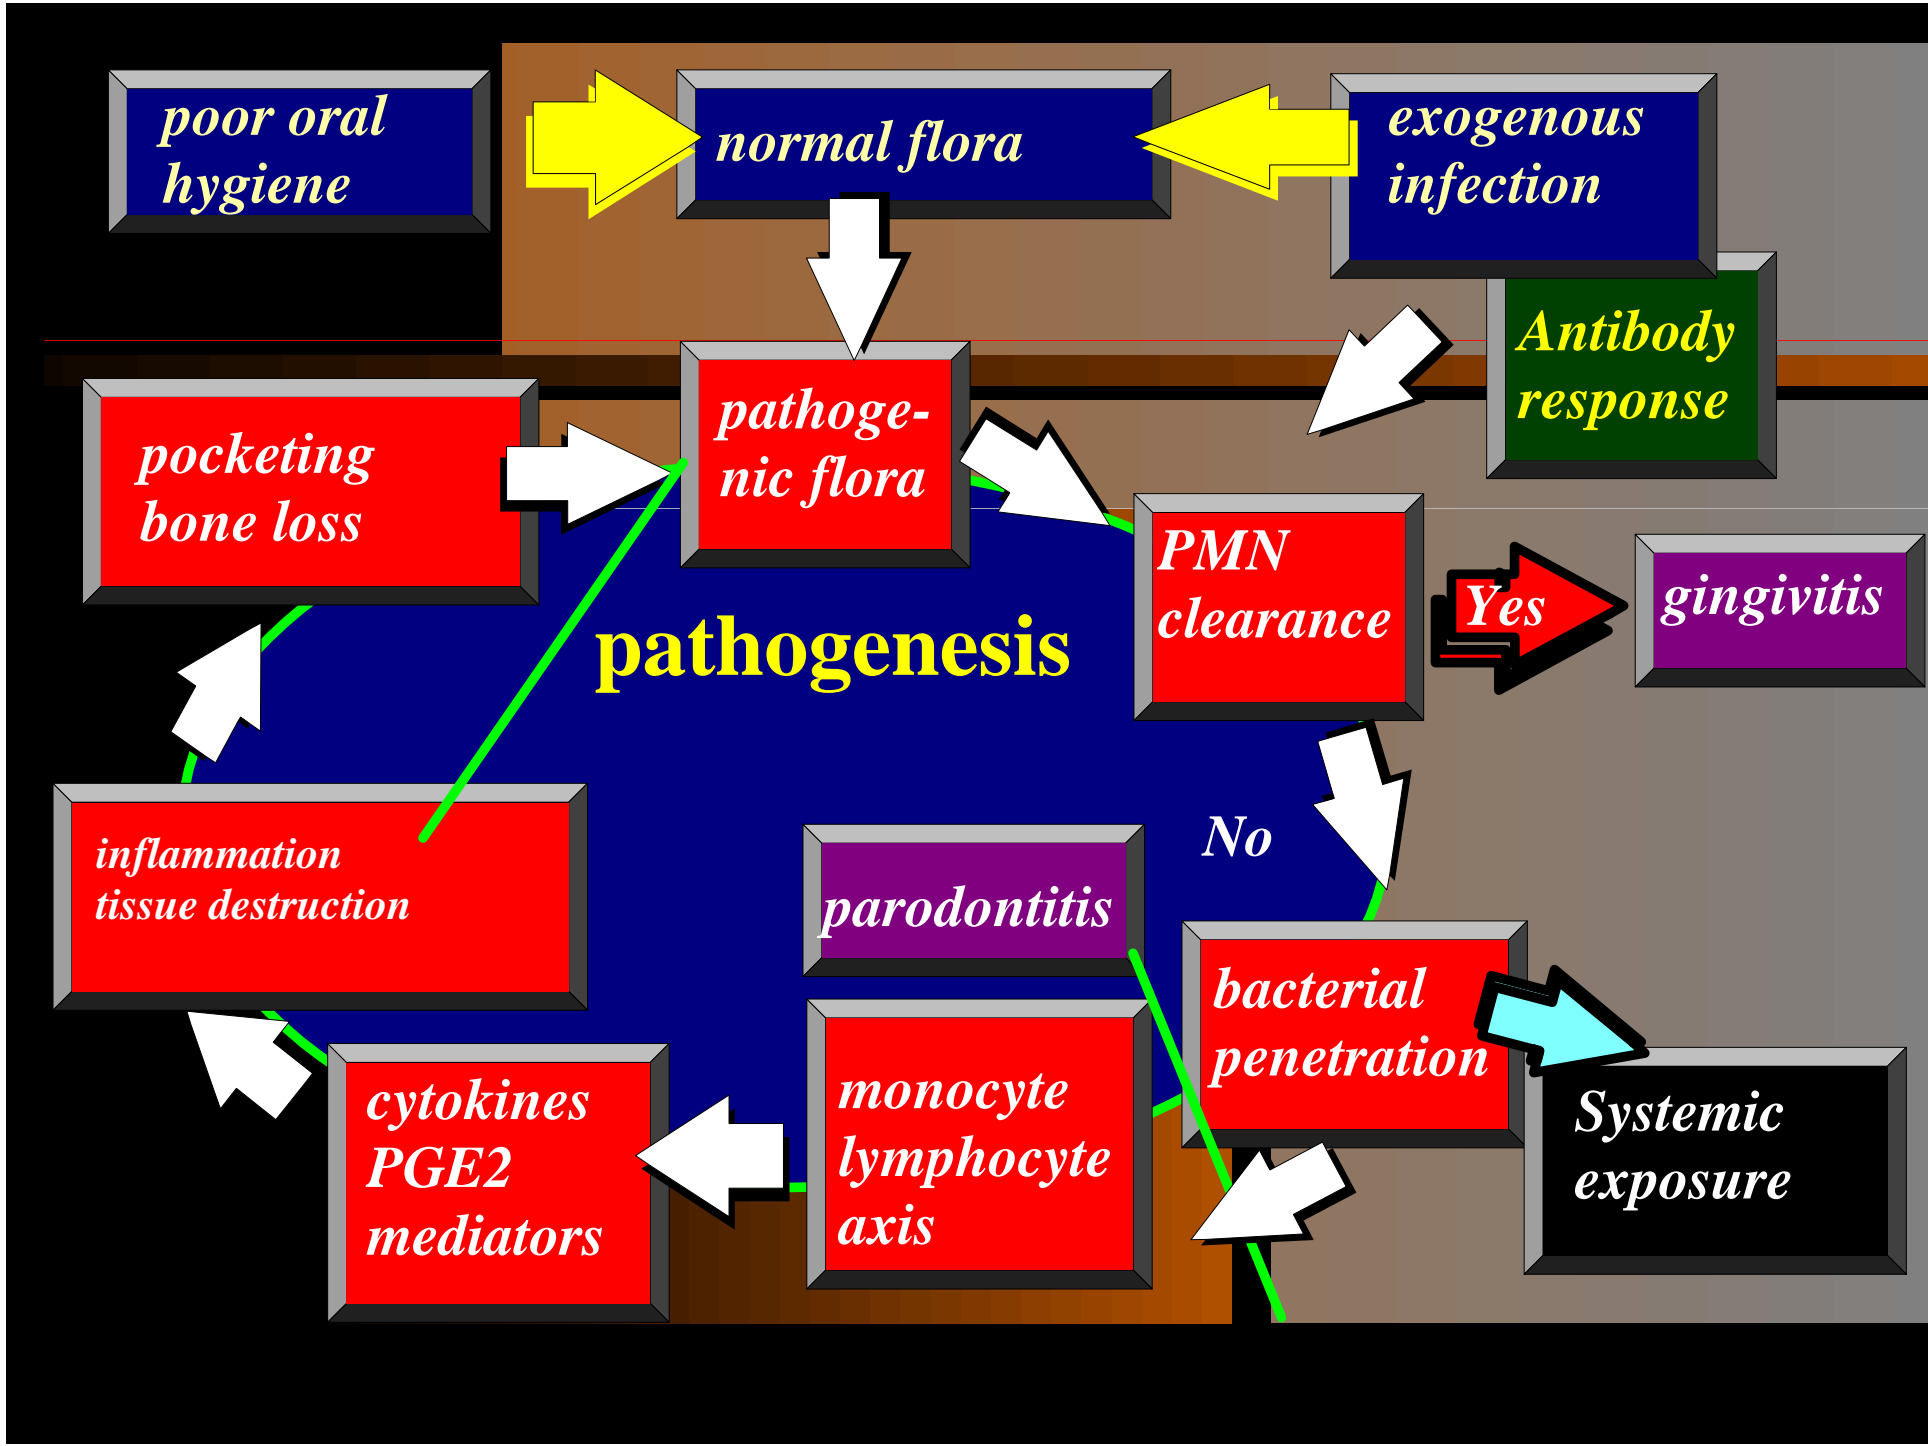 poor oral
hygiene
normal flora
exogenous
infection
Antibody
response
pathoge-
nic flora
pocketing
bone loss
PMN
clearance
Yes
gingivitis
pathogenesis
No
inflammation
tissue destruction
parodontitis
bacterial
penetration
monocyte
lymphocyte
axis
cytokines
PGE2
mediators
Systemic
exposure